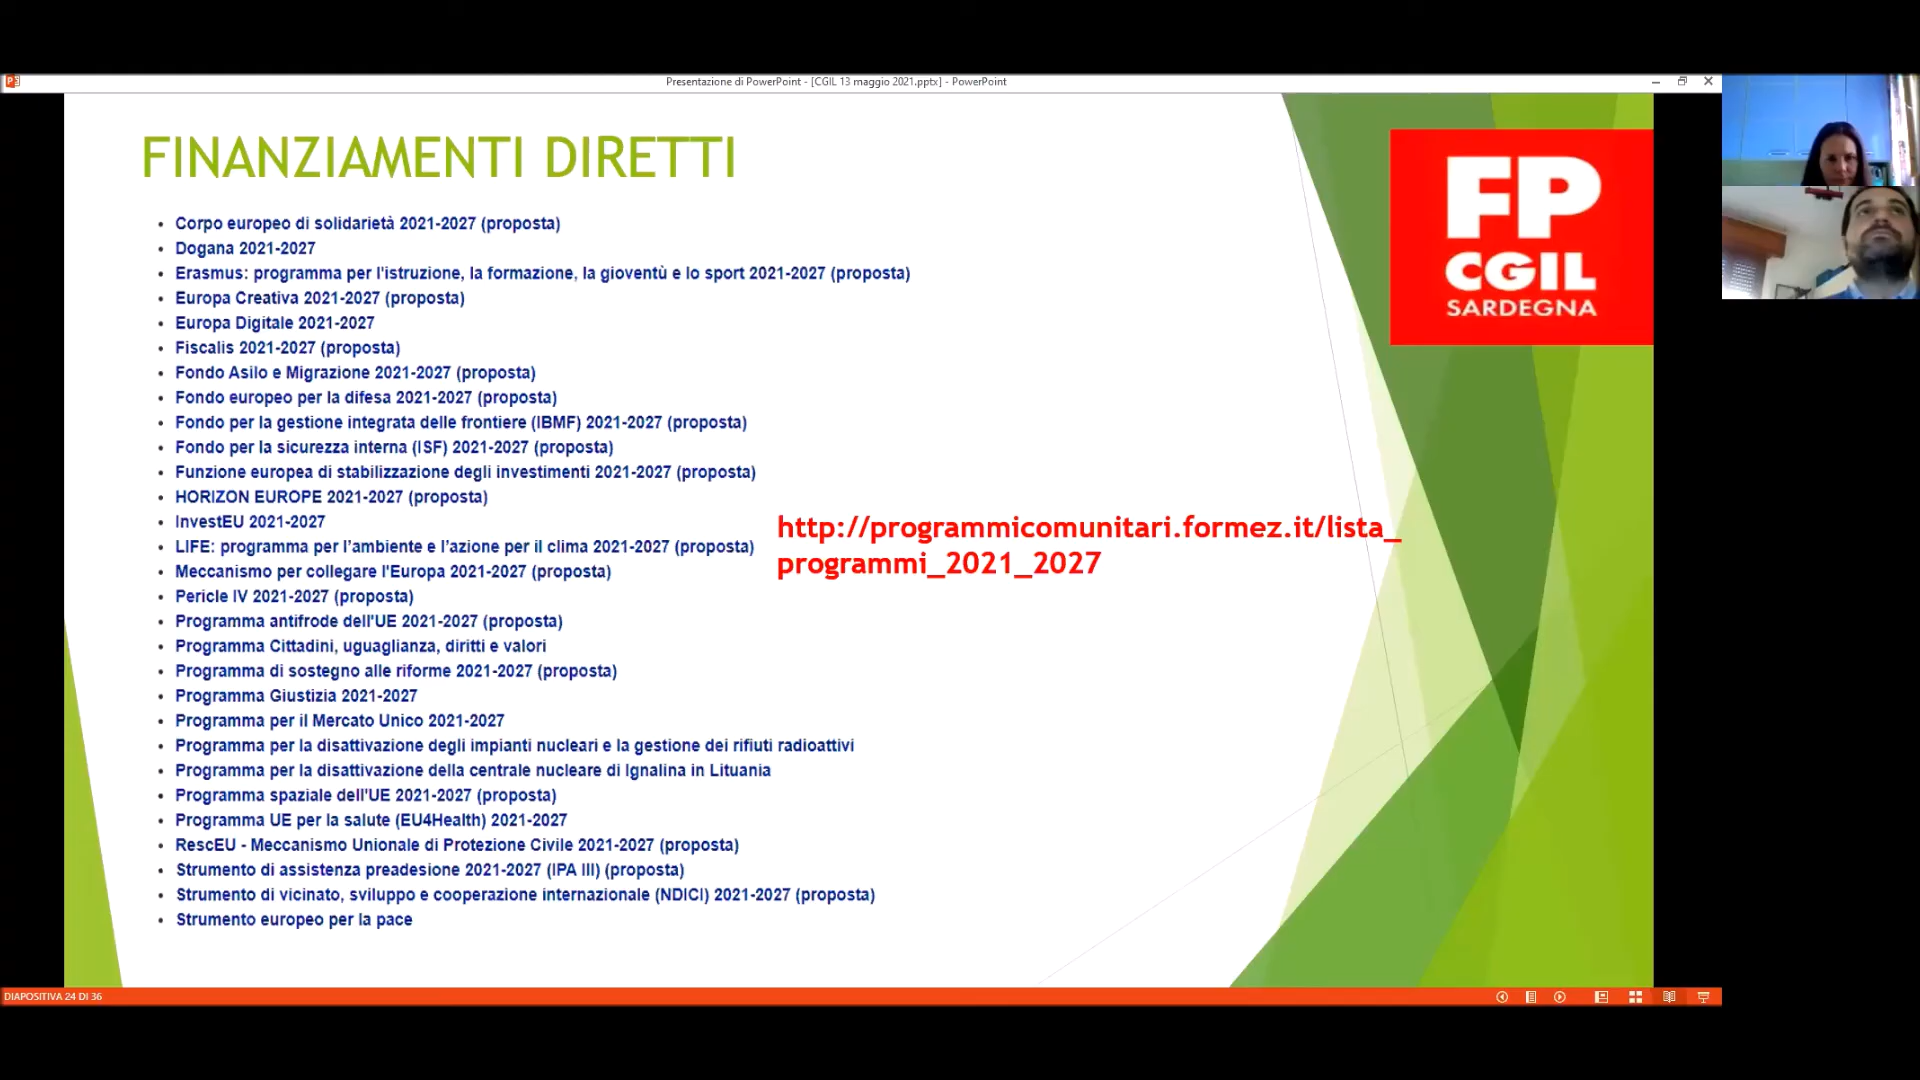 Presentazione di PowerPoint - [CGIL 13 maggio 2021.pptx] - PowerPoint
FINANZIAMENTI DIRETTI
FP
CGIL
SARDEGNA
• Corpo europeo di solidarietà 2021-2027 (proposta)
• Dogana 2021-2027
• Erasmus: programma per l'istruzione, la formazione, la gioventù e lo sport 2021-2027 (proposta)
• Europa Creativa 2021-2027 (proposta)
• Europa Digitale 2021-2027
• Fiscalis 2021-2027 (proposta)
• Fondo Asilo e Migrazione 2021-2027 (proposta)
• Fondo europeo per la difesa 2021-2027 (proposta)
• Fondo per la gestione integrata delle frontiere (IBMF) 2021-2027 (proposta)
• Fondo per la sicurezza interna (ISF) 2021-2027 (proposta)
• Funzione europea di stabilizzazione degli investimenti 2021-2027 (proposta)
• HORIZON EUROPE 2021-2027 (proposta)
• InvestEU 2021-2027
• LIFE: programma per l’ambiente e l’azione per il clima 2021-2027 (proposta)
• Meccanismo per collegare l'Europa 2021-2027 (proposta)
• Pericle IV 2021-2027 (proposta)
• Programma antifrode dell'UE 2021-2027 (proposta)
• Programma Cittadini, uguaglianza, diritti e valori
• Programma di sostegno alle riforme 2021-2027 (proposta)
• Programma Giustizia 2021-2027
• Programma per il Mercato Unico 2021-2027
• Programma per la disattivazione degli impianti nucleari e la gestione dei rifiuti radioattivi
• Programma per la disattivazione della centrale nucleare di Ignalina in Lituania
• Programma spaziale dell'UE 2021-2027 (proposta)
• Programma UE per la salute (EU4Health) 2021-2027
• RescEU - Meccanismo Unionale di Protezione Civile 2021-2027 (proposta)
• Strumento di assistenza preadesione 2021-2027 (IPA III) (proposta)
• Strumento di vicinato, sviluppo e cooperazione internazionale (NDICI) 2021-2027 (proposta)
• Strumento europeo per la pace
http://programmicomunitari.formez.it/lista_
programmi_2021_2027
DIAPOSITIVA 24 DI 36